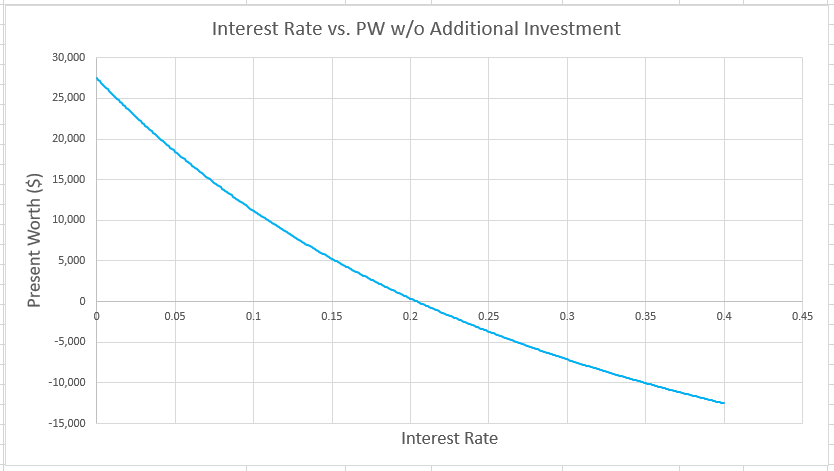 Interest Rate vs. PW w/o Additional Investment
30,000
25,000
20,000
15,000
10,000
5,000
0
-5,000
-10,000
-15,000
Present Worth ($)
0 0.05 0.1 0.15 0.2 0.25 0.3 0.35 0.4 0.45
Interest Rate